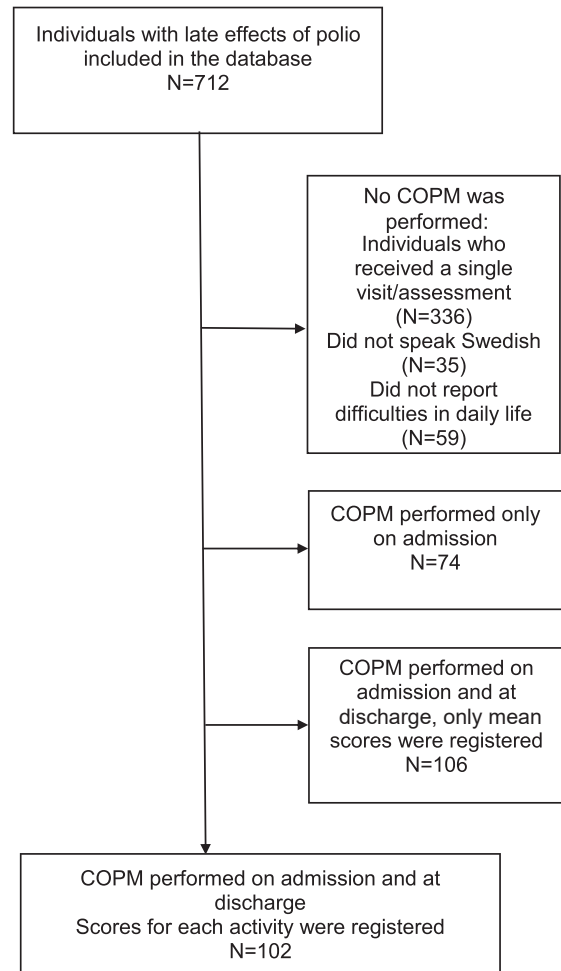 Individuals with late effects of polio
included in the database
N=712
No COPM was
performed:
Individuals who
received a single
visit/assessment
(N=336)
Did not speak Swedish
(N=35)
Did not report
difficulties in daily life
(N=59)
COPM performed only
on admission
N=74
COPM performed on
admission and at
discharge, only mean
scores were registered
N=106
COPM performed on admission and at
discharge
Scores for each activity were registered
N=102